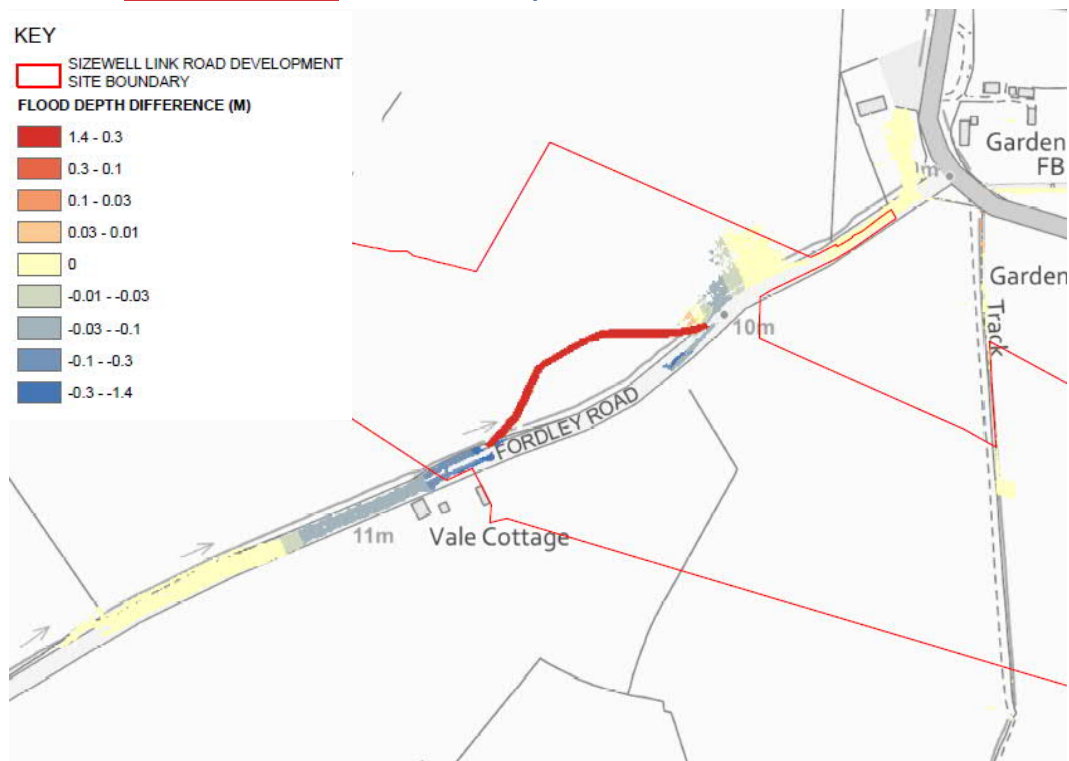 KEY
SIZEWELL LINK ROAD DEVELOPMENT
SITE BOUNDARY
FLOOD DEPTH DIFFERENCE (M)
1.4 - 0.3
0.3 - 0.1
0.1 - 0.03
0.03 - 0.01
0
-0.01 - -0.03
-0.03 - -0.1
-0.1 - -0.3
-0.3 - -1.4
Garden
FB
Garden
Track
10m
FORDLEY ROAD
11m
Vale Cottage